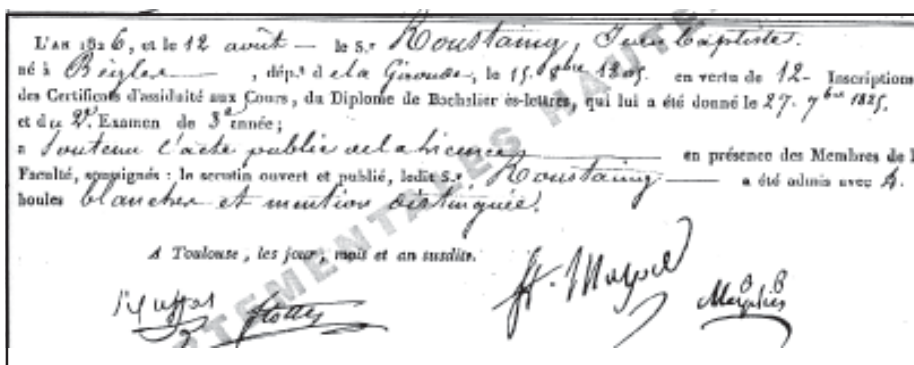 L'AN 1826, et le 12 août — le S.r Roustaing, Jean Baptiste.
né à Bègles — , dép.t de la Gironde, le 15. 8bre 1805. en vertu de 12 - Inscriptions
des Certificats d'assiduité aux Cours, du Diplome de Bachelier ès-lettres, qui lui a été donné le 27. 7bre 1825.
et du 2e. Examen de 3e année;
a soutenu l'acte public de la licence — en présence des Membres de l
Faculté, soussignés : le scrutin ouvert et publié, ledit S.r Roustaing — a été admis avec 4.
boules blanches et mention distinguée.
A Toulouse, les jour, mois et an susdits.
TEMENTALES HAUTE